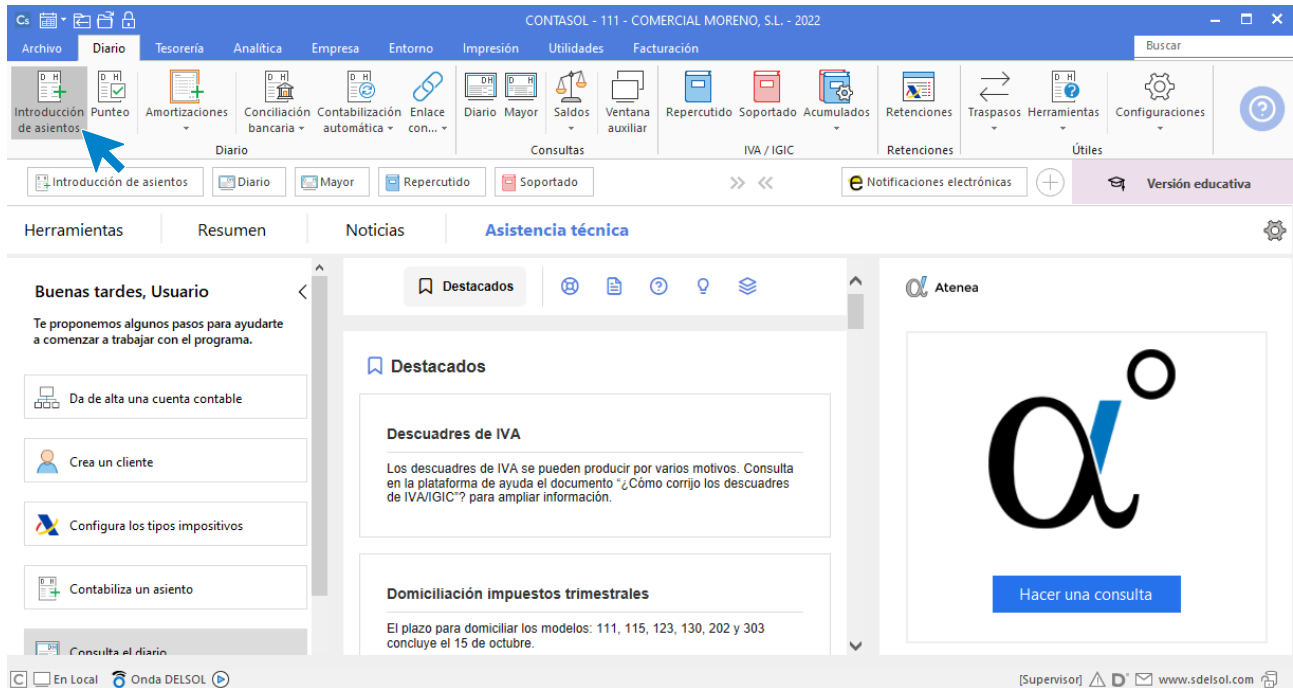 Cs
CONTASOL - 111 - COMERCIAL MORENO, S.L. - 2022
Archivo Diario Tesorería Analítica Empresa Entorno Impresión Utilidades Facturación Buscar
Introducción de asientos
Punteo
Amortizaciones
Conciliación bancaria
Contabilización automática
Enlace con...
Diario
Mayor
Saldos
Ventana auxiliar
Repercutido
Soportado
Acumulados
Retenciones
Traspasos
Herramientas
Configuraciones
Diario Consultas IVA / IGIC Retenciones Útiles
Introducción de asientos Diario Mayor Repercutido Soportado Notificaciones electrónicas Versión educativa
Herramientas Resumen Noticias Asistencia técnica
Buenas tardes, Usuario
Te proponemos algunos pasos para ayudarte
a comenzar a trabajar con el programa.
Da de alta una cuenta contable
Crea un cliente
Configura los tipos impositivos
Contabiliza un asiento
Consulta el diario
Destacados
Destacados
Descuadres de IVA
Los descuadres de IVA se pueden producir por varios motivos. Consulta
en la plataforma de ayuda el documento "¿Cómo corrijo los descuadres
de IVA/IGIC"? para ampliar información.
Domiciliación impuestos trimestrales
El plazo para domiciliar los modelos: 111, 115, 123, 130, 202 y 303
concluye el 15 de octubre.
Atenea
Hacer una consulta
En Local Onda DELSOL [Supervisor] www.sdelsol.com